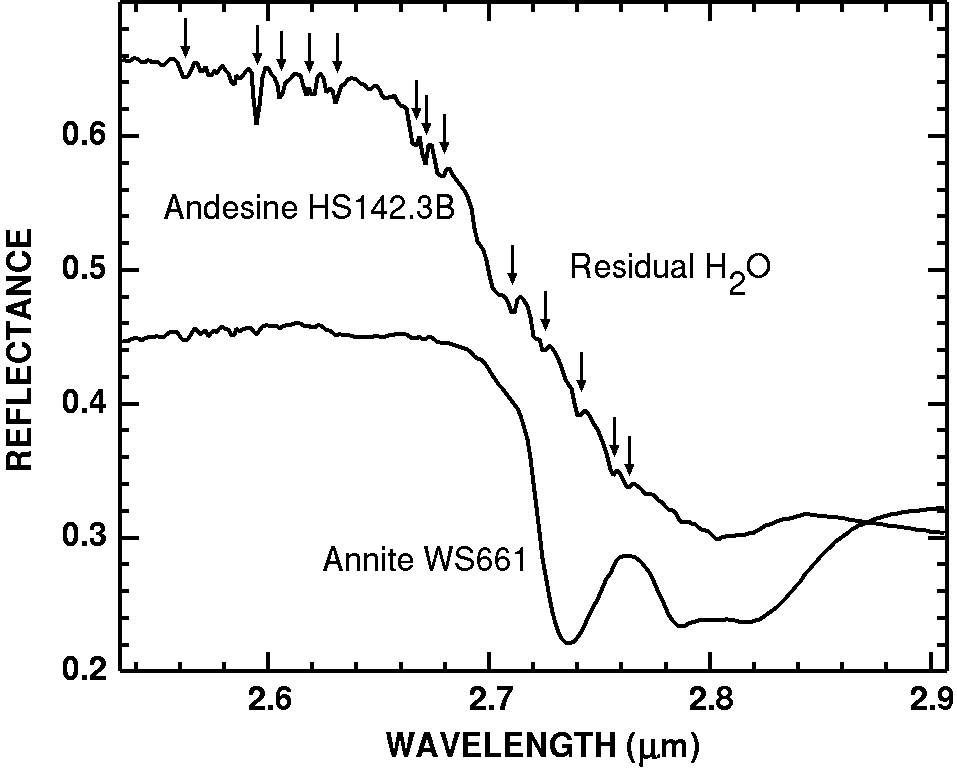 0.6
0.5
0.4
0.3
0.2
REFLECTANCE
Andesine HS142.3B
Residual H₂O
Annite WS661
2.6 2.7 2.8 2.9
WAVELENGTH (μm)